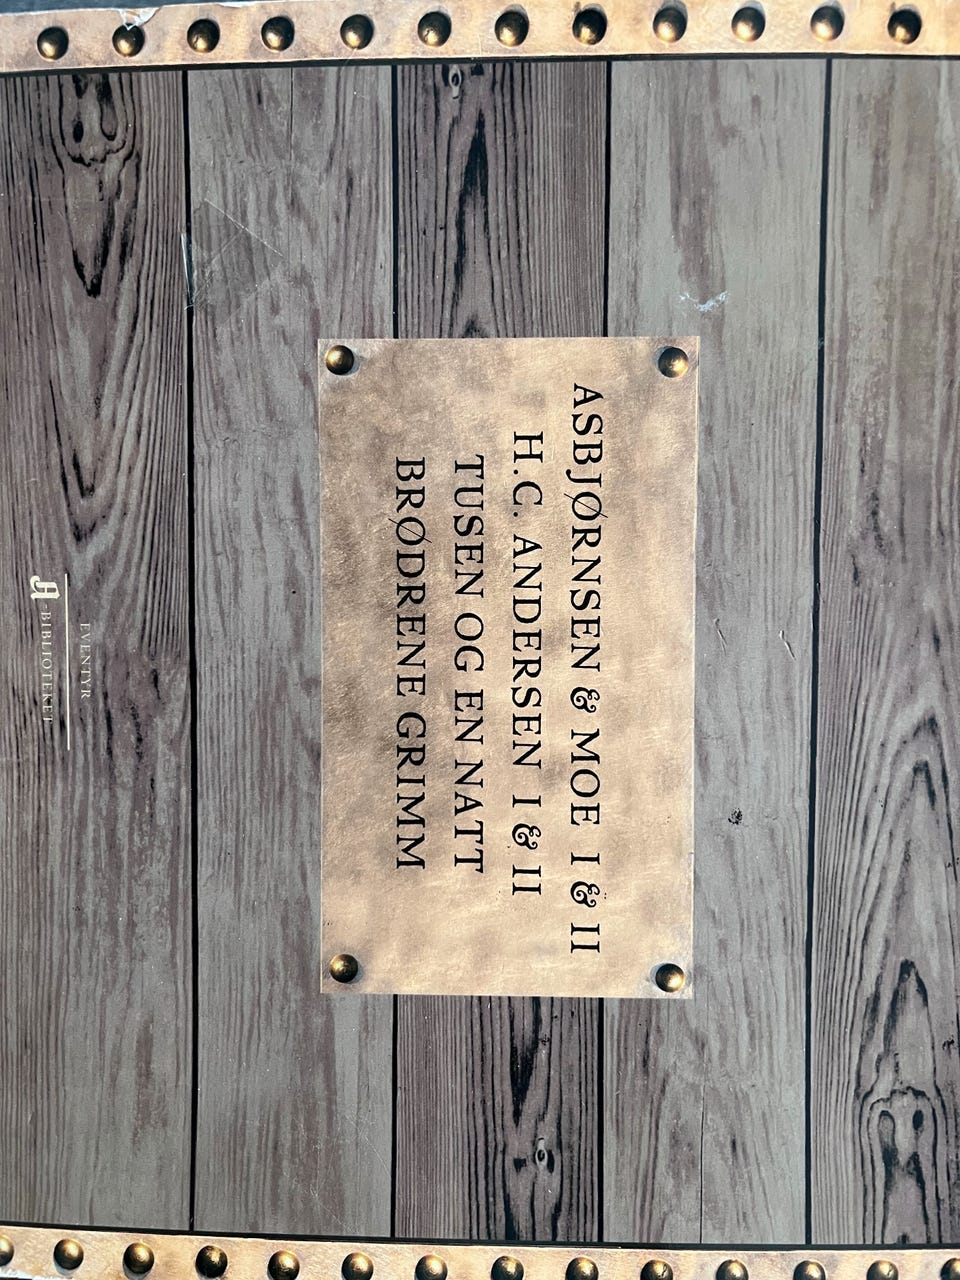 ASBJØRNSEN & MOE I & II
H.C. ANDERSEN I & II
TUSEN OG EN NATT
BRØDRENE GRIMM
EVENTYR
A-BIBLIOTEKET